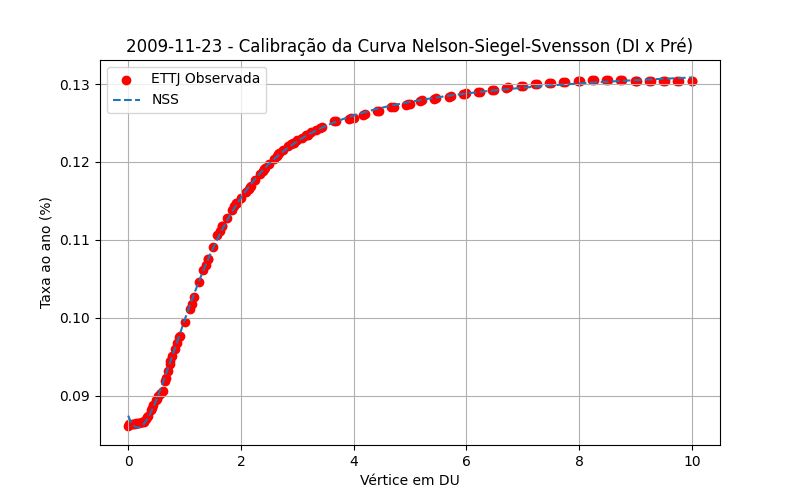 2009-11-23 - Calibração da Curva Nelson-Siegel-Svensson (DI x Pré)
ETTJ Observada
NSS
Taxa ao ano (%)
0.13
0.12
0.11
0.10
0.09
0
2
4
6
8
10
Vértice em DU